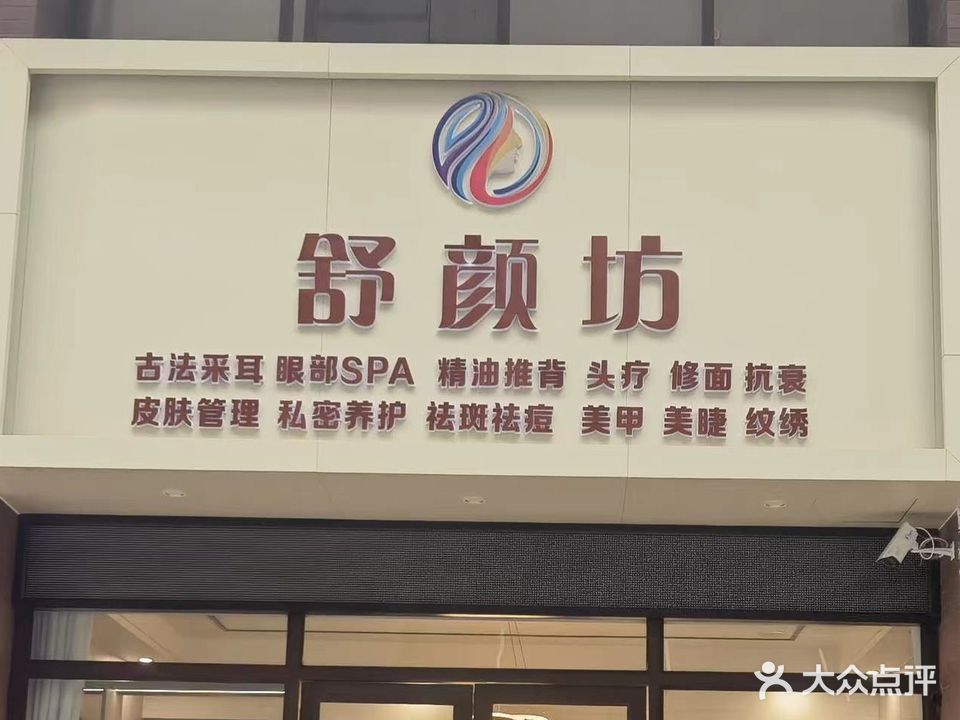 舒颜坊
古法采耳 眼部SPA 精油推背 头疗 修面 抗衰
皮肤管理 私密养护 祛斑祛痘 美甲 美睫 纹绣
大众点评